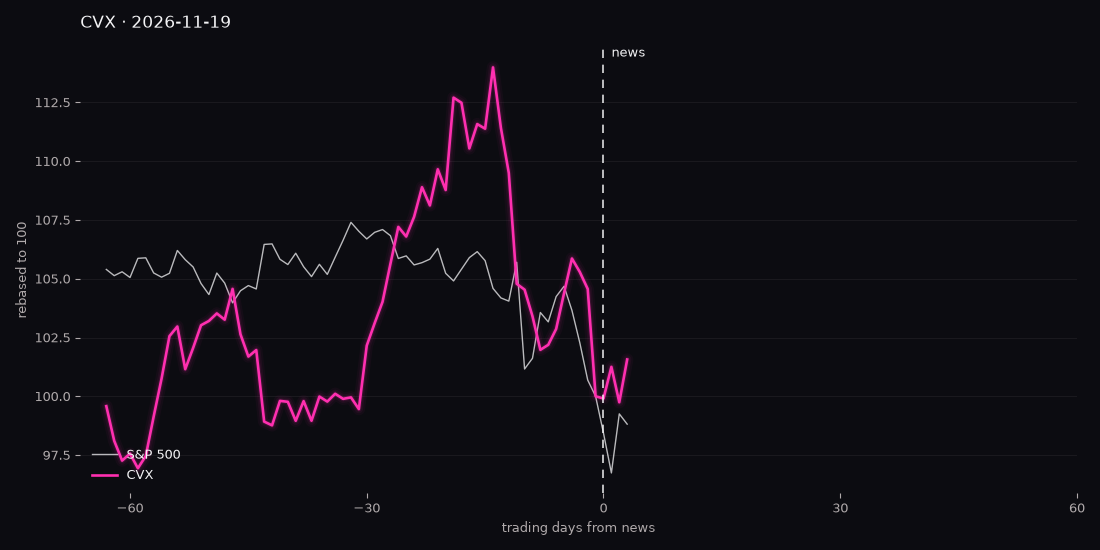 CVX · 2026-11-19
news
112.5
110.0
107.5
105.0
102.5
100.0
97.5
rebased to 100
S&P 500
CVX
−60
−30
0
30
60
trading days from news